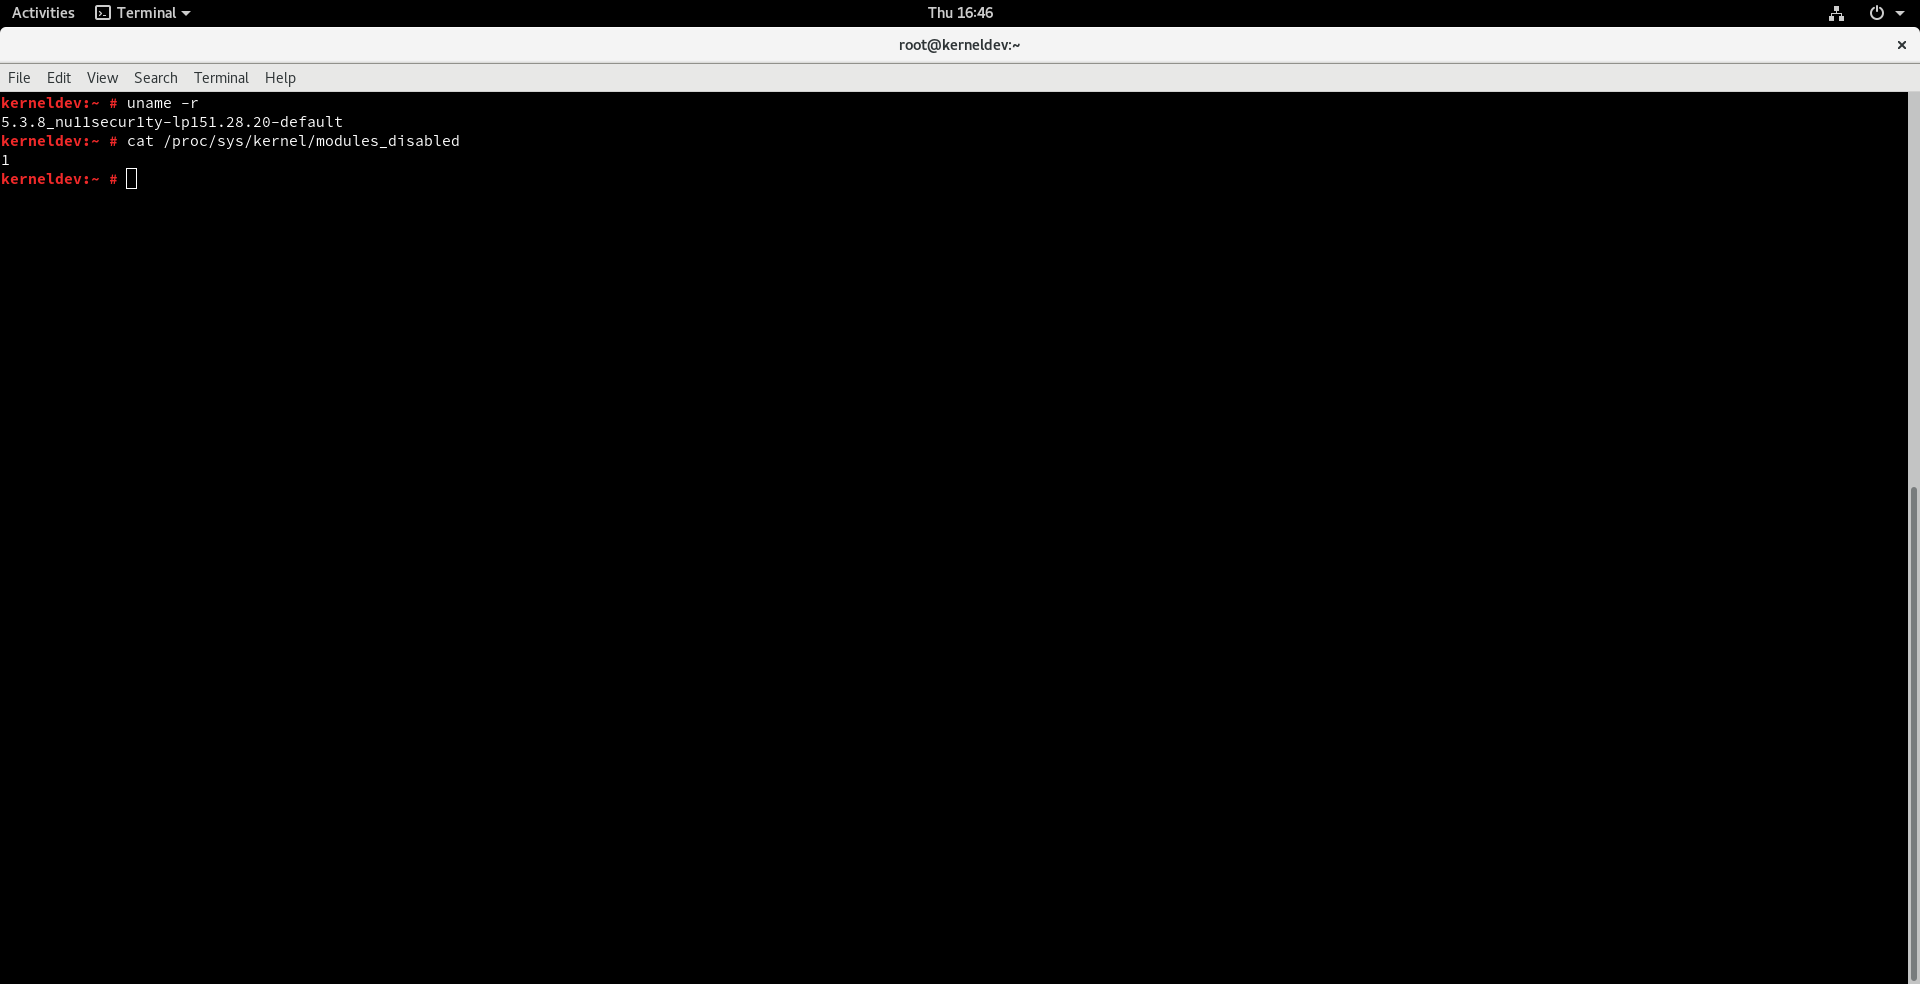 Activities Terminal Thu 16:46
root@kerneldev:~
File Edit View Search Terminal Help
kerneldev:~ # uname -r
5.3.8_nu11secur1ty-lp151.28.20-default
kerneldev:~ # cat /proc/sys/kernel/modules_disabled
1
kerneldev:~ #